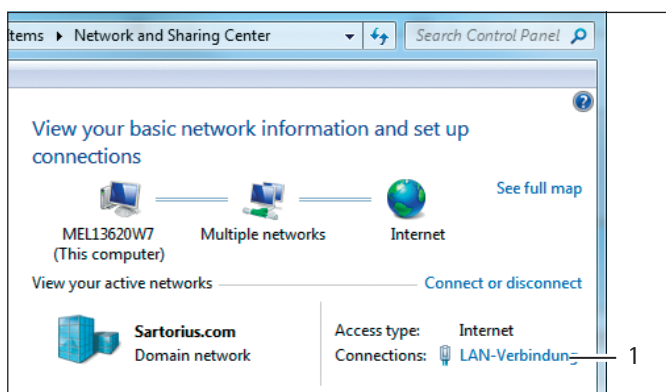 tems ▸ Network and Sharing Center
Search Control Panel
View your basic network information and set up
connections
See full map
MEL13620W7
(This computer)
Multiple networks
Internet
View your active networks
Connect or disconnect
Sartorius.com
Domain network
Access type: Internet
Connections: LAN-Verbindung
1